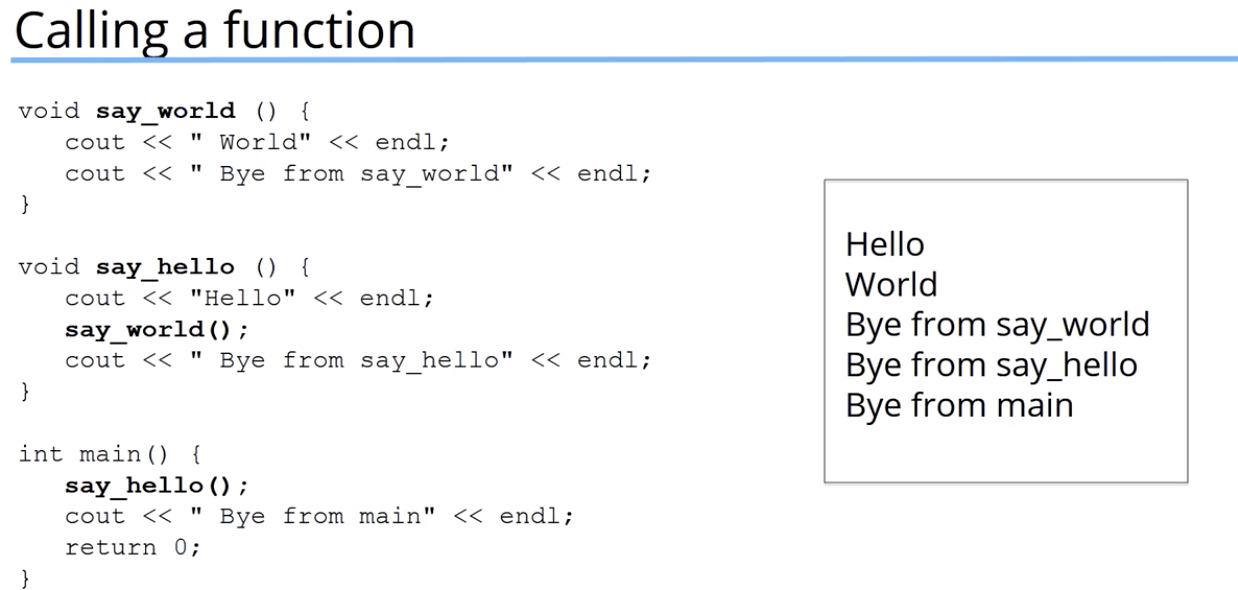 Calling a function
void say_world () {
cout << " World" << endl;
cout << " Bye from say_world" << endl;
}
void say_hello () {
cout << "Hello" << endl;
say_world();
cout << " Bye from say_hello" << endl;
}
int main() {
say_hello();
cout << " Bye from main" << endl;
return 0;
}
Hello
World
Bye from say_world
Bye from say_hello
Bye from main